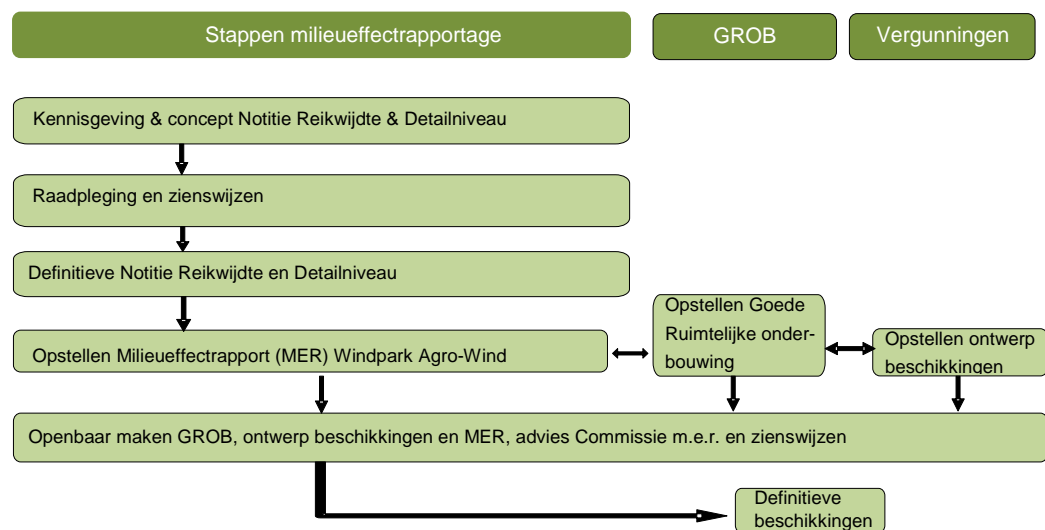 Stappen milieueffectrapportage
GROB
Vergunningen
Kennisgeving & concept Notitie Reikwijdte & Detailniveau
Raadpleging en zienswijzen
Definitieve Notitie Reikwijdte en Detailniveau
Opstellen Milieueffectrapport (MER) Windpark Agro-Wind
Opstellen Goede
Ruimtelijke onder-
bouwing
Opstellen ontwerp
beschikkingen
Openbaar maken GROB, ontwerp beschikkingen en MER, advies Commissie m.e.r. en zienswijzen
Definitieve
beschikkingen